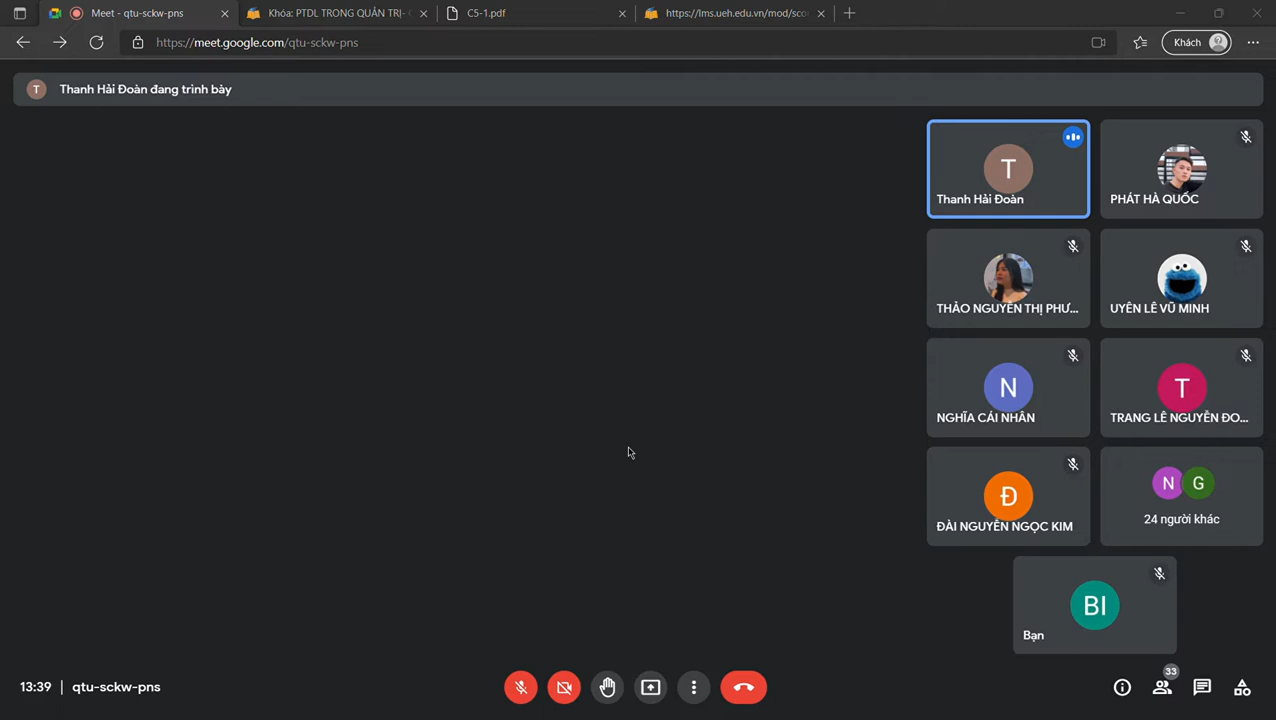 Meet - qtu-sckw-pns
Khóa: PTDL TRONG QUẢN TRỊ-
C5-1.pdf
https://lms.ueh.edu.vn/mod/sco
https://meet.google.com/qtu-sckw-pns
Khách
T
Thanh Hải Đoàn đang trình bày
T
Thanh Hải Đoàn
PHÁT HÀ QUỐC
THẢO NGUYỄN THỊ PHƯ...
UYÊN LÊ VŨ MINH
N
NGHĨA CÁI NHÂN
T
TRANG LÊ NGUYỄN ĐO...
Đ
ĐÀI NGUYỄN NGỌC KIM
N G
24 người khác
BI
Bạn
13:39 | qtu-sckw-pns
33